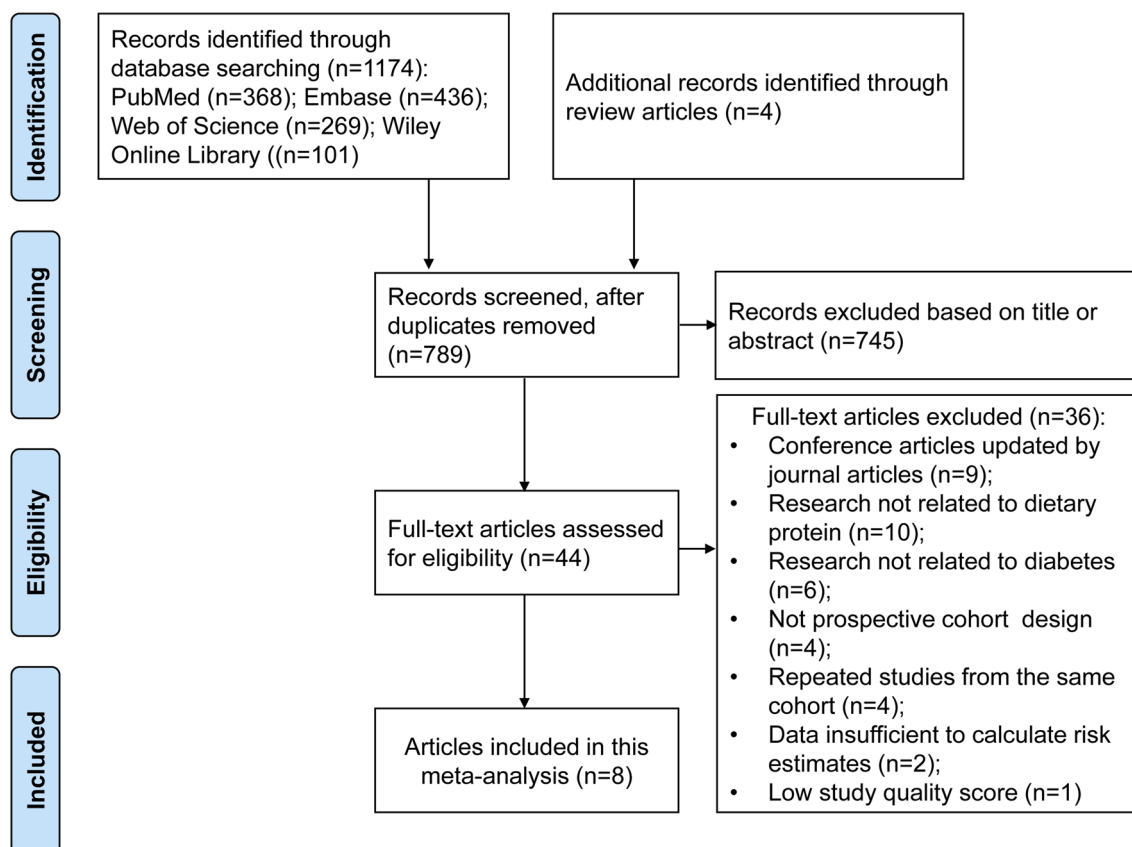 Identification
Records identified through
database searching (n=1174):
PubMed (n=368); Embase (n=436);
Web of Science (n=269); Wiley
Online Library ((n=101)
Additional records identified through
review articles (n=4)
Screening
Records screened, after
duplicates removed
(n=789)
Records excluded based on title or
abstract (n=745)
Eligibility
Full-text articles assessed
for eligibility (n=44)
Full-text articles excluded (n=36):
• Conference articles updated by
journal articles (n=9);
• Research not related to dietary
protein (n=10);
• Research not related to diabetes
(n=6);
• Not prospective cohort design
(n=4);
• Repeated studies from the same
cohort (n=4);
• Data insufficient to calculate risk
estimates (n=2);
• Low study quality score (n=1)
Included
Articles included in this
meta-analysis (n=8)